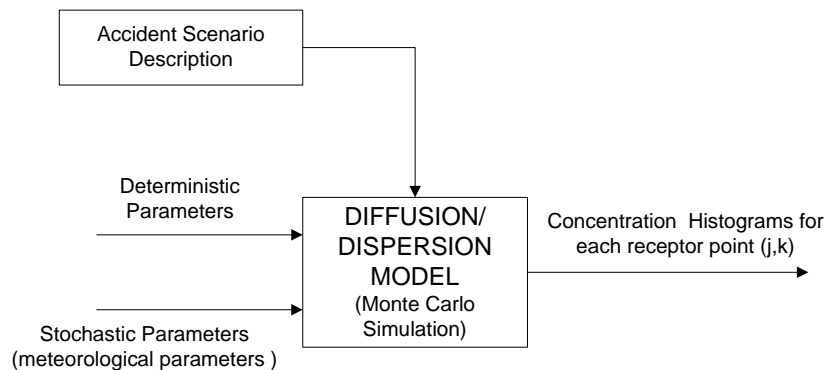 Accident Scenario
Description
Deterministic
Parameters
DIFFUSION/
DISPERSION
MODEL
(Monte Carlo
Simulation)
Concentration Histograms for
each receptor point (j,k)
Stochastic Parameters
(meteorological parameters )